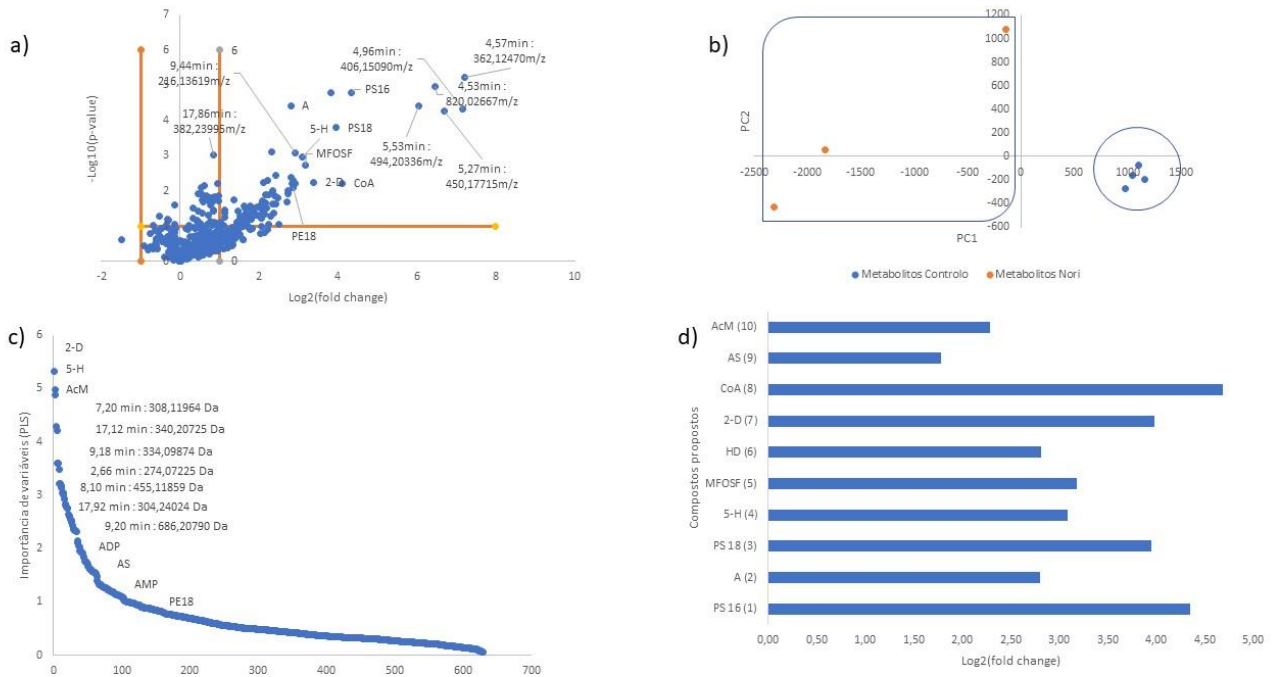 a)
7
6
5
4
3
2
1
0
6
0
-2
0
2
4
6
8
10
-Log10(p-value)
Log2(fold change)
9,44min :
216,13619m/z
17,86min :
382,23995m/z
4,96min :
406,15090m/z
4,57min :
362,12470m/z
4,53min :
820,02667m/z
5,53min :
494,20336m/z
5,27min :
450,17715m/z
A
PS16
5-H
PS18
MFOSF
2-D
CoA
PE18
b)
1200
1000
800
600
400
200
0
-200
-400
-600
-2500
-2000
-1500
-1000
-500
0
500
1000
1500
PC2
PC1
Metabolitos Controlo
Metabolitos Nori
c)
6
5
4
3
2
1
0
0
100
200
300
400
500
600
700
Importância de variáveis (PLS)
2-D
5-H
AcM
7,20 min : 308,11964 Da
17,12 min : 340,20725 Da
9,18 min : 334,09874 Da
2,66 min : 274,07225 Da
8,10 min : 455,11859 Da
17,92 min : 304,24024 Da
9,20 min : 686,20790 Da
ADP
AS
AMP
PE18
d)
Compostos propostos
AcM (10)
AS (9)
CoA (8)
2-D (7)
HD (6)
MFOSF (5)
5-H (4)
PS 18 (3)
A (2)
PS 16 (1)
0,00
0,50
1,00
1,50
2,00
2,50
3,00
3,50
4,00
4,50
5,00
Log2(fold change)